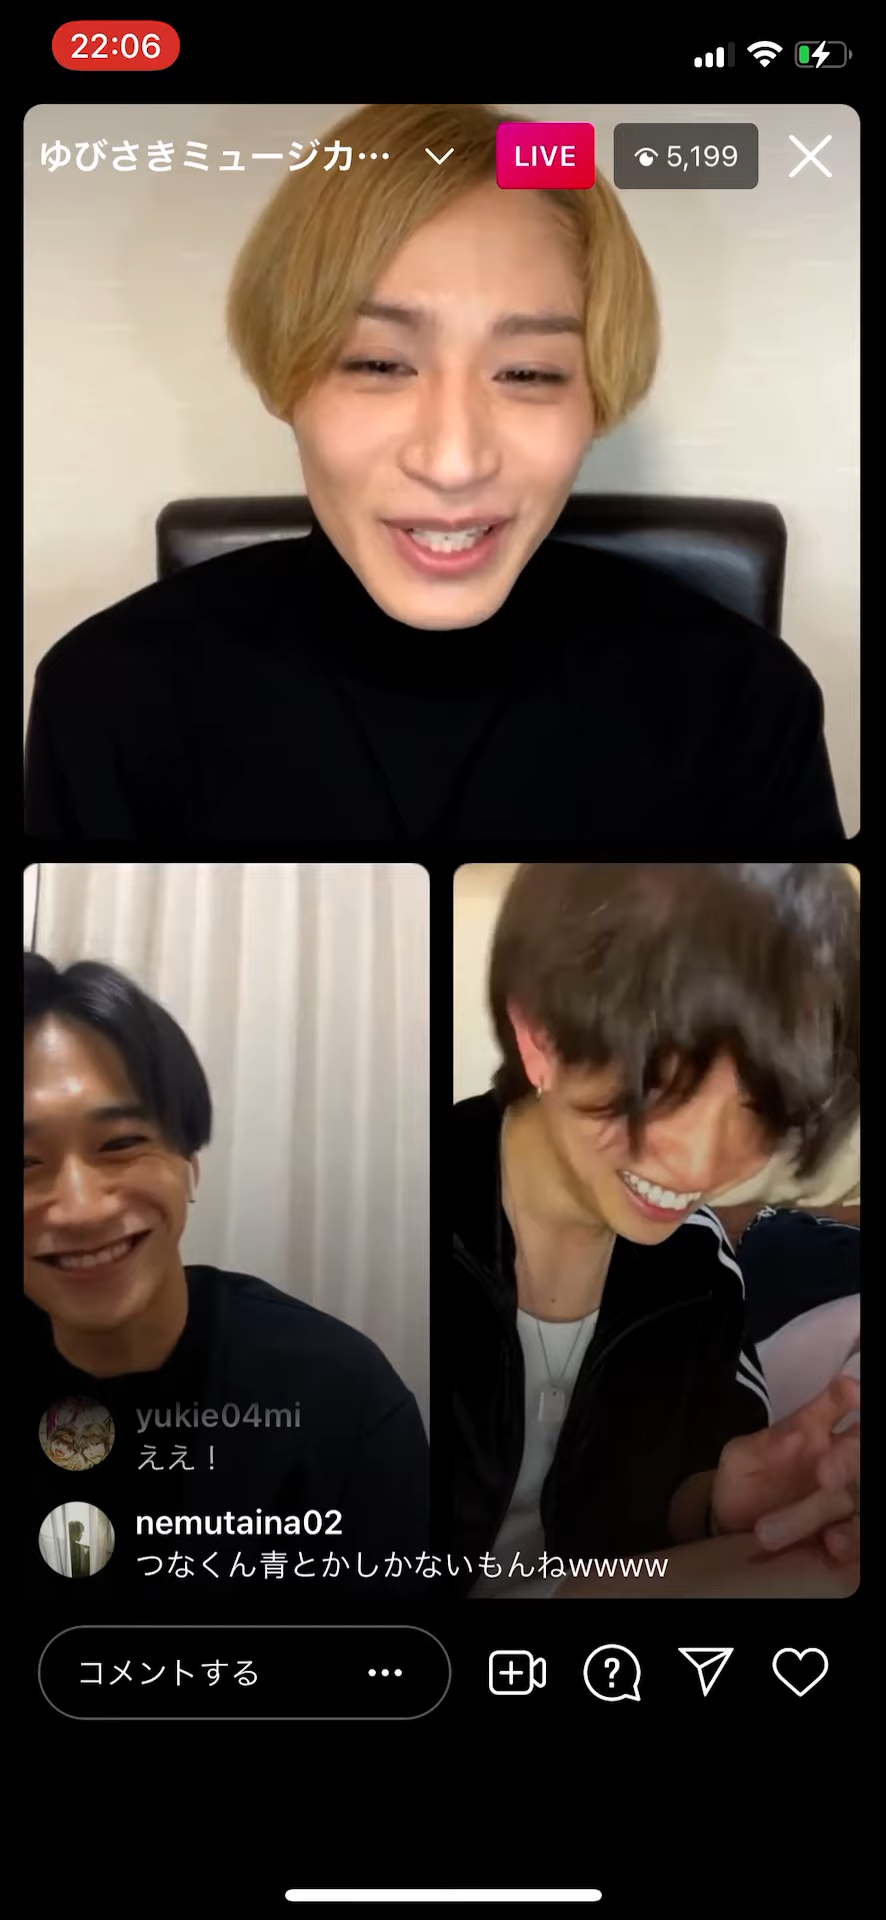 22:06
ゆびさきミュージカ…
LIVE
5,199
yukie04mi
ええ！
nemutaina02
つなくん青とかしかないもんねwwww
コメントする